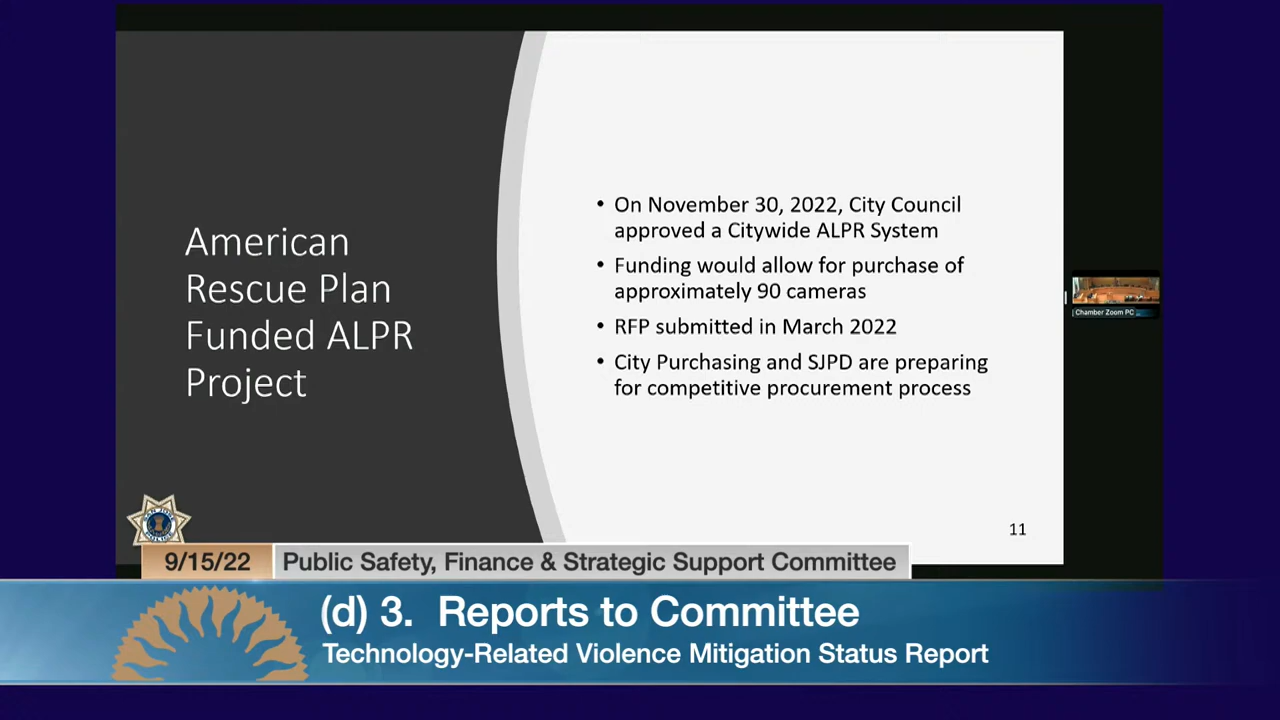 American
Rescue Plan
Funded ALPR
Project
• On November 30, 2022, City Council
approved a Citywide ALPR System
• Funding would allow for purchase of
approximately 90 cameras
• RFP submitted in March 2022
• City Purchasing and SJPD are preparing
for competitive procurement process
11
Chamber Zoom PC
SAN JOSE
POLICE
9/15/22
Public Safety, Finance & Strategic Support Committee
(d) 3. Reports to Committee
Technology-Related Violence Mitigation Status Report